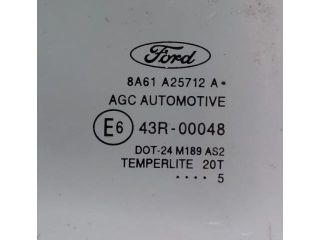 Ford
8A61 A25712 A•
AGC AUTOMOTIVE
E6 43R-00048
DOT-24 M189 AS2
TEMPERLITE 20T
•••• 5